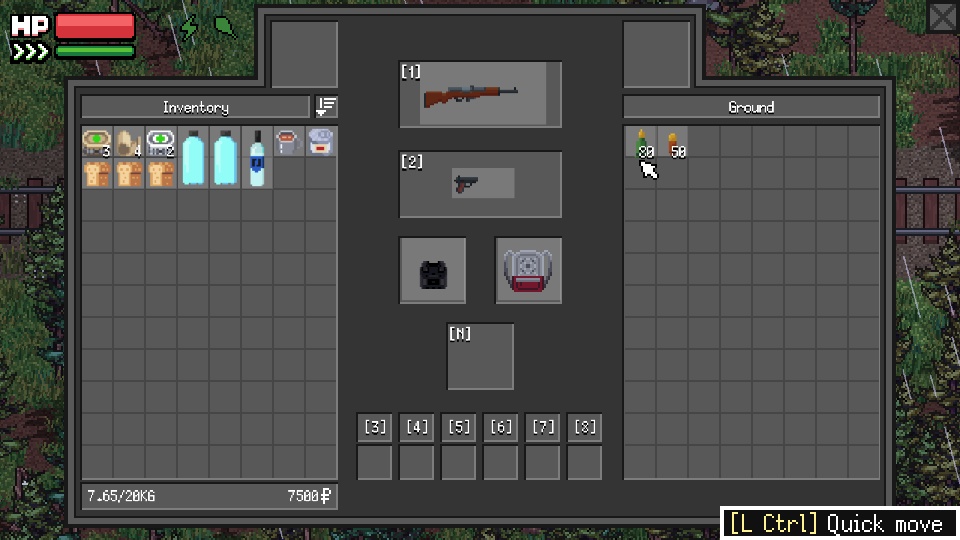 HP
[1]
Inventory
Ground
3
4
2
80
50
[2]
[N]
[3] [4] [5] [6] [7] [8]
7.65/20KG
7500₽
[L Ctrl] Quick move